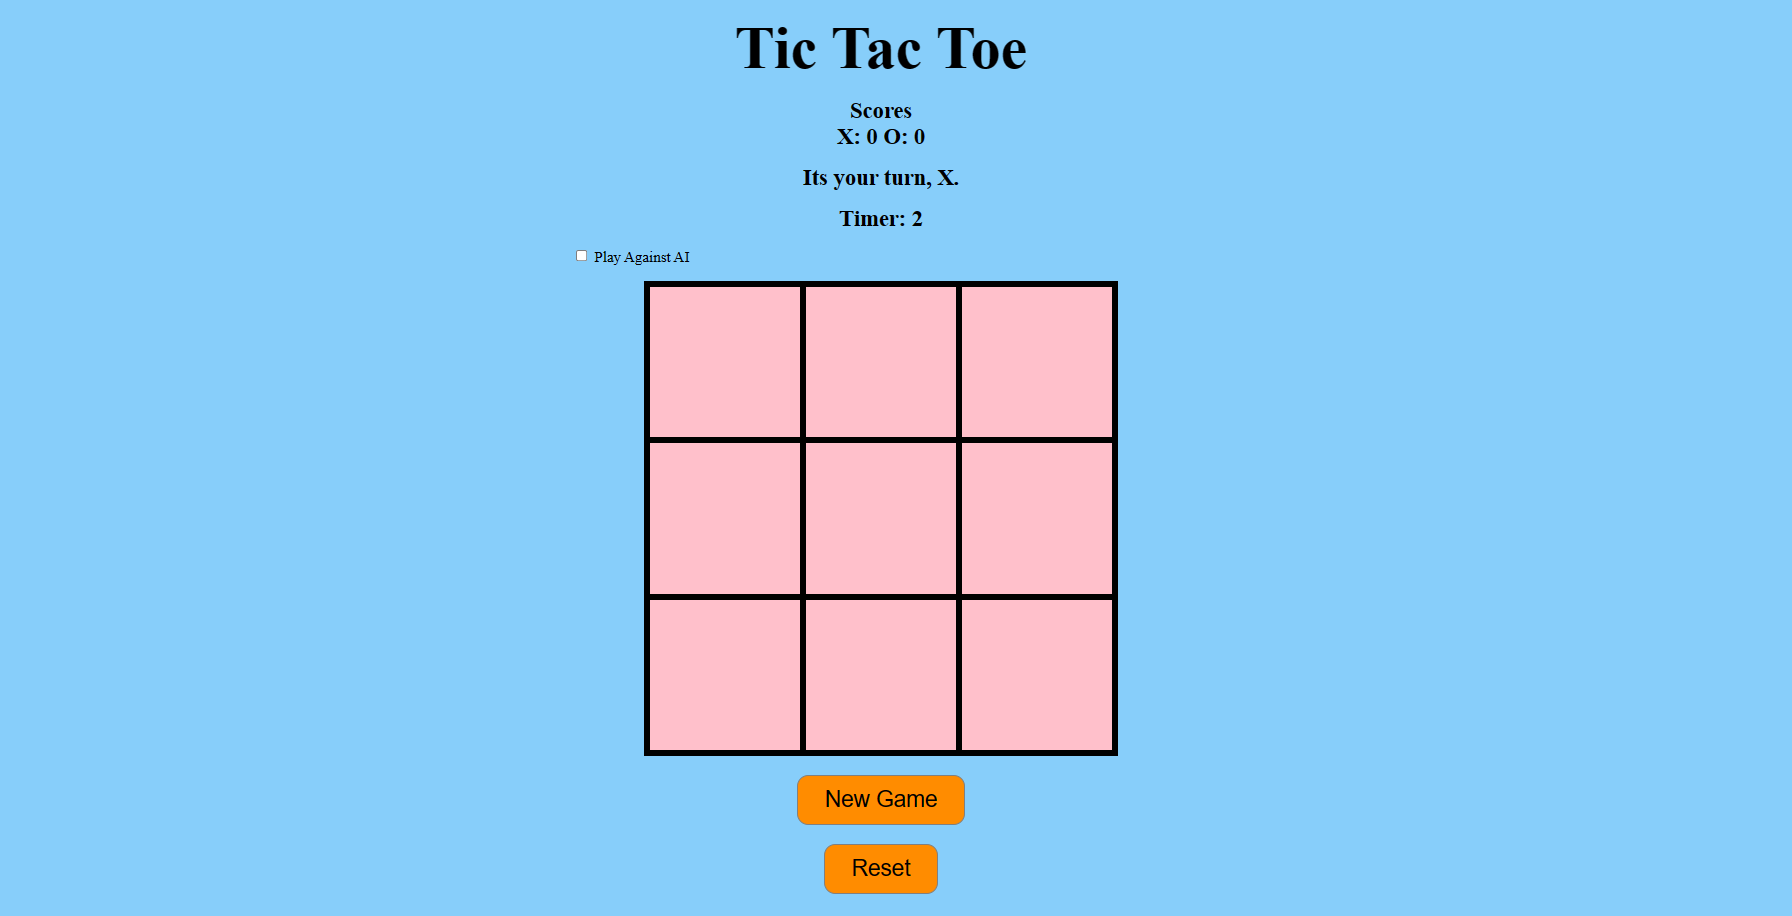 Tic Tac Toe
Scores
X: 0 O: 0
Its your turn, X.
Timer: 2
Play Against AI
New Game
Reset